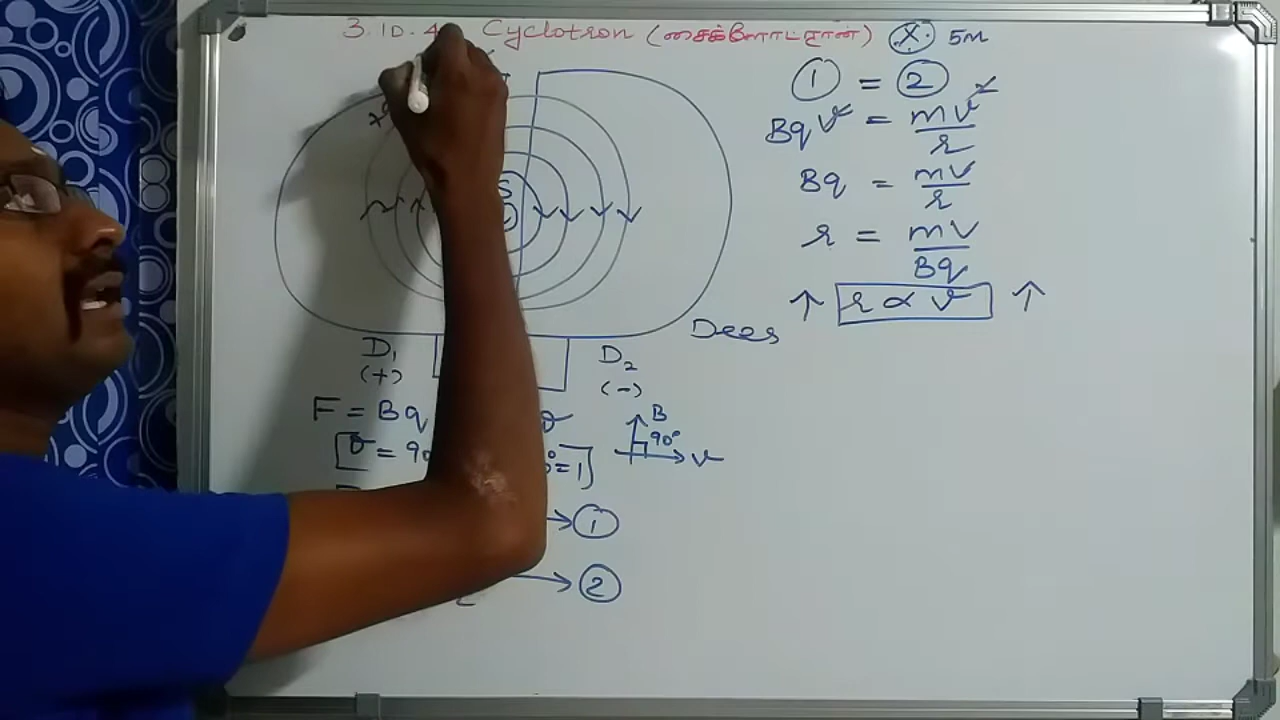 3.10.4 Cyclotron (சைக்ளோட்ரான்) (X) 5m
① = ②
Bqv = mv²/r
Bq = mv/r
r = mv/Bq
↑ r ∝ v ↑
S
Dees
D₁ D₂
(+) (-)
F = Bq
B
90°
v
→ ①
→ ②